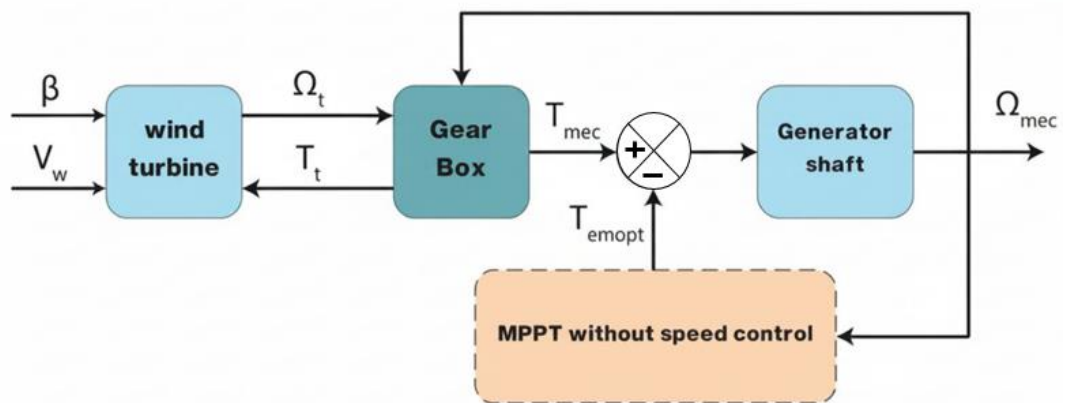 β
V_w
wind
turbine
Ω_t
T_t
Gear
Box
T_mec
+
−
T_emopt
Generator
shaft
Ω_mec
MPPT without speed control